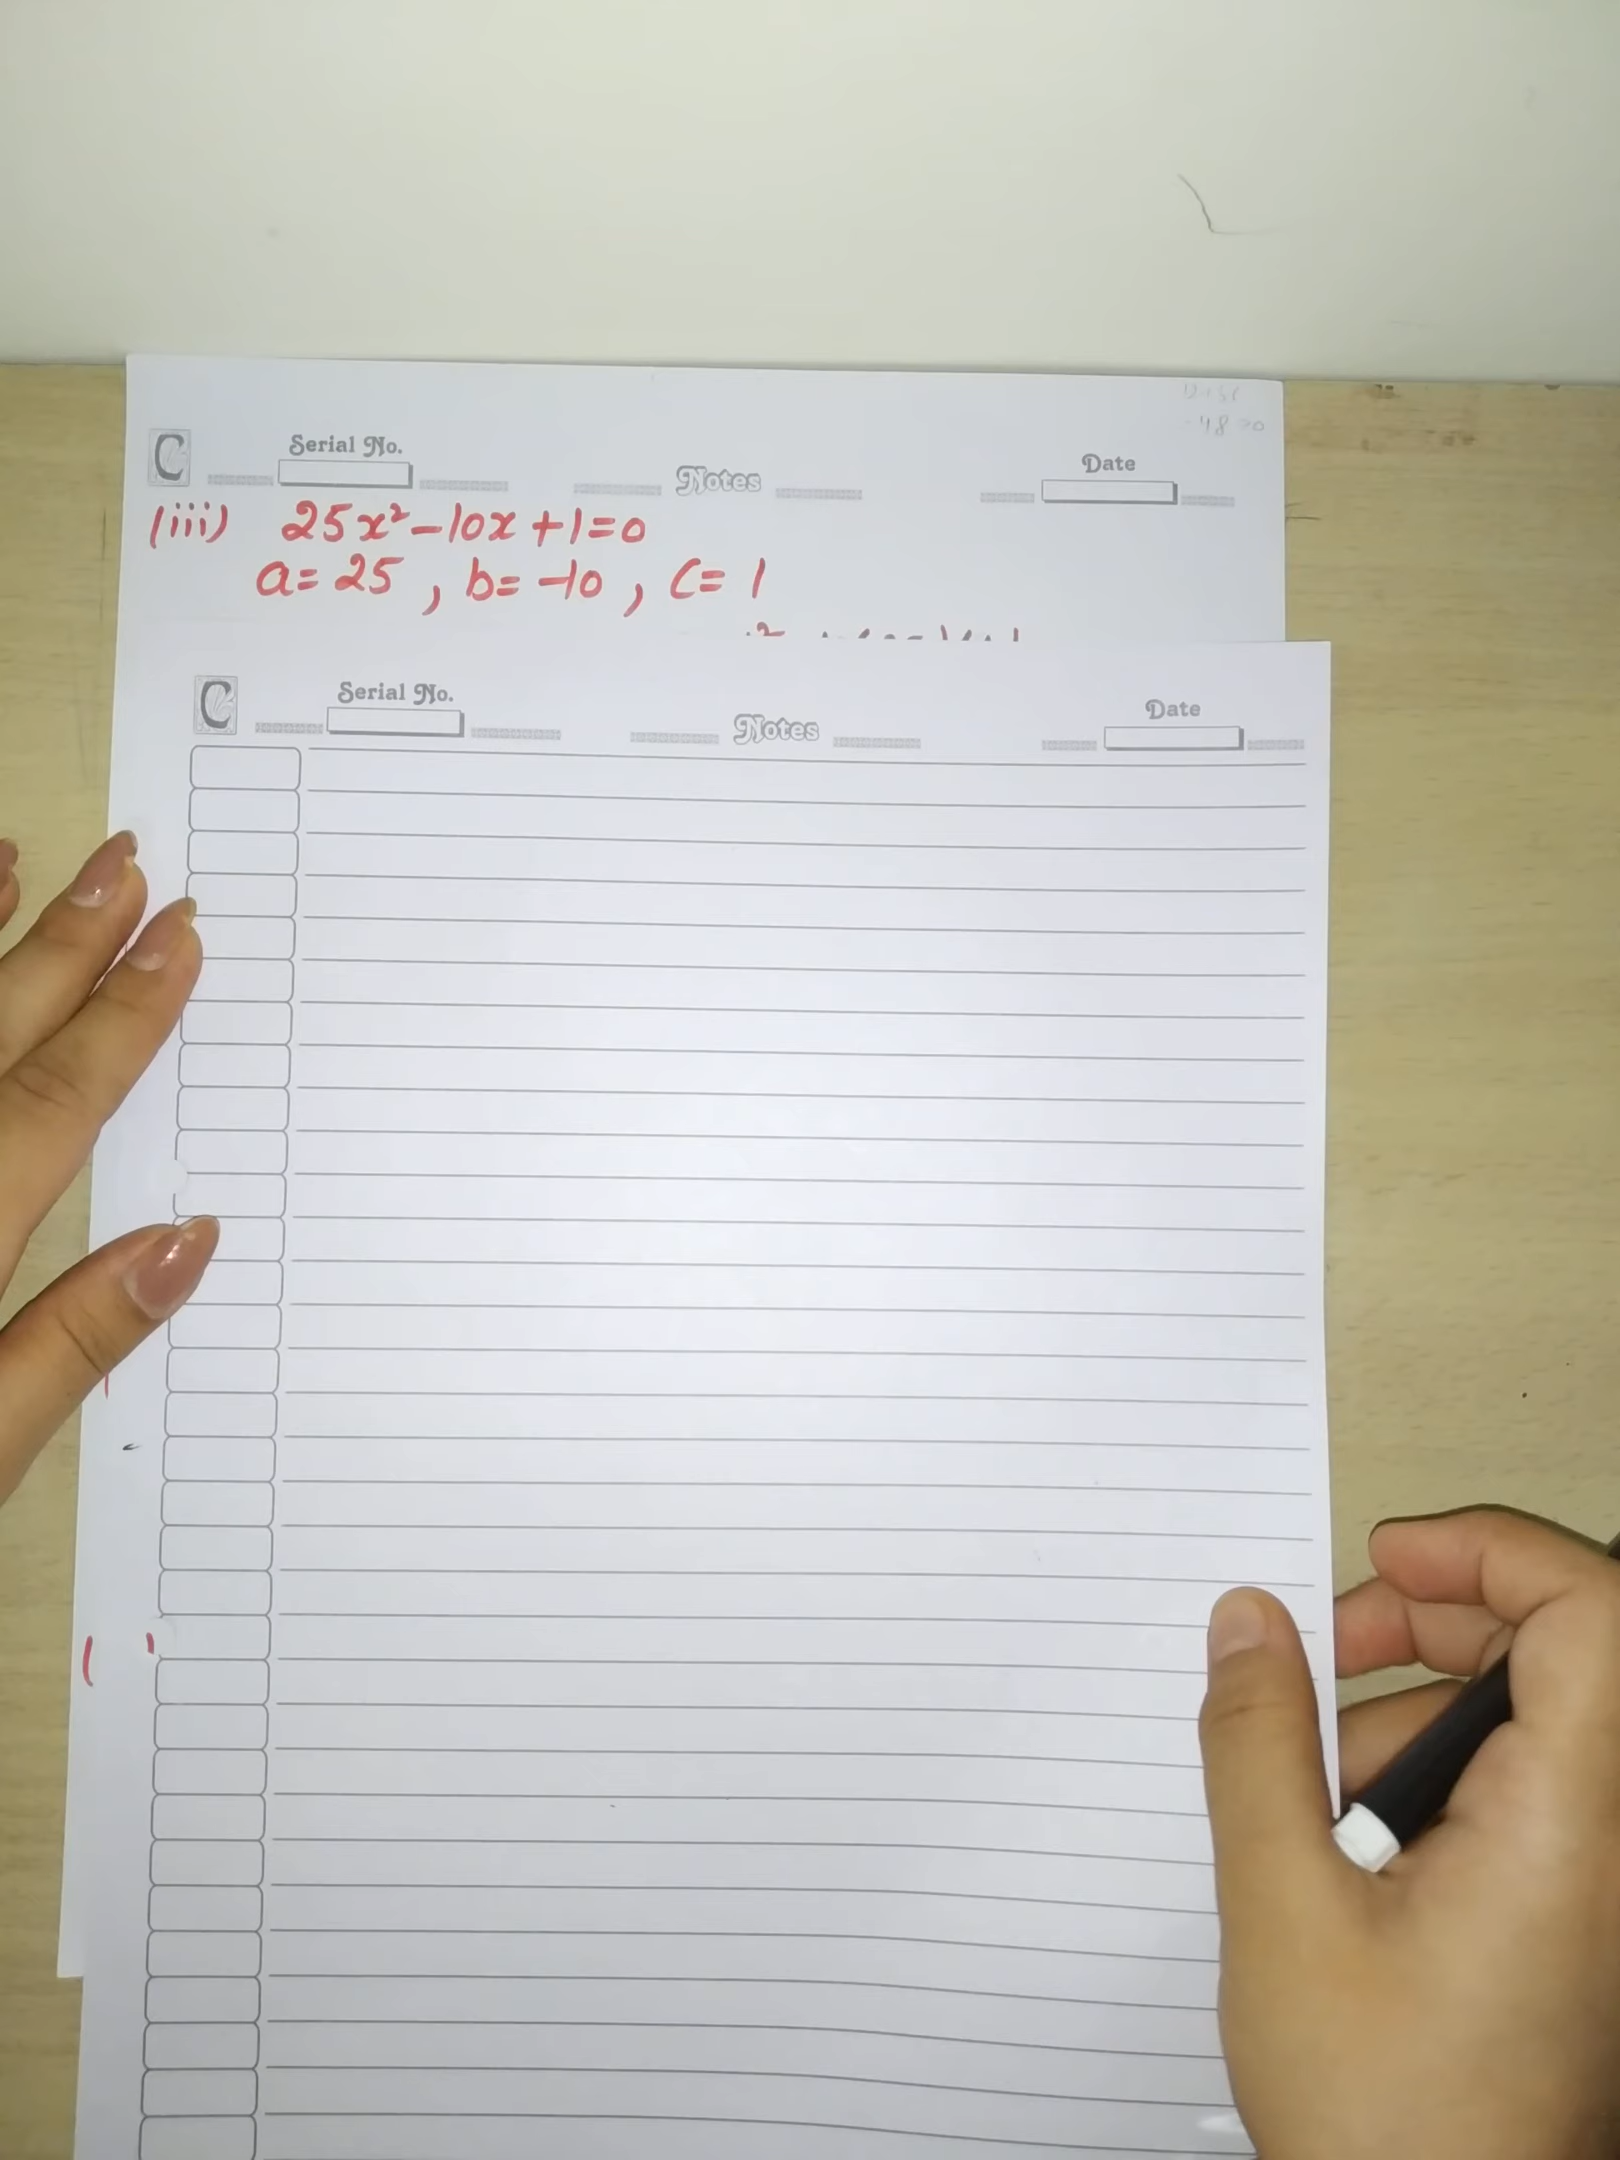 C Serial No. Notes Date
(iii) 25x²-10x+1=0
a=25, b=-10, c=1
C Serial No. Notes Date